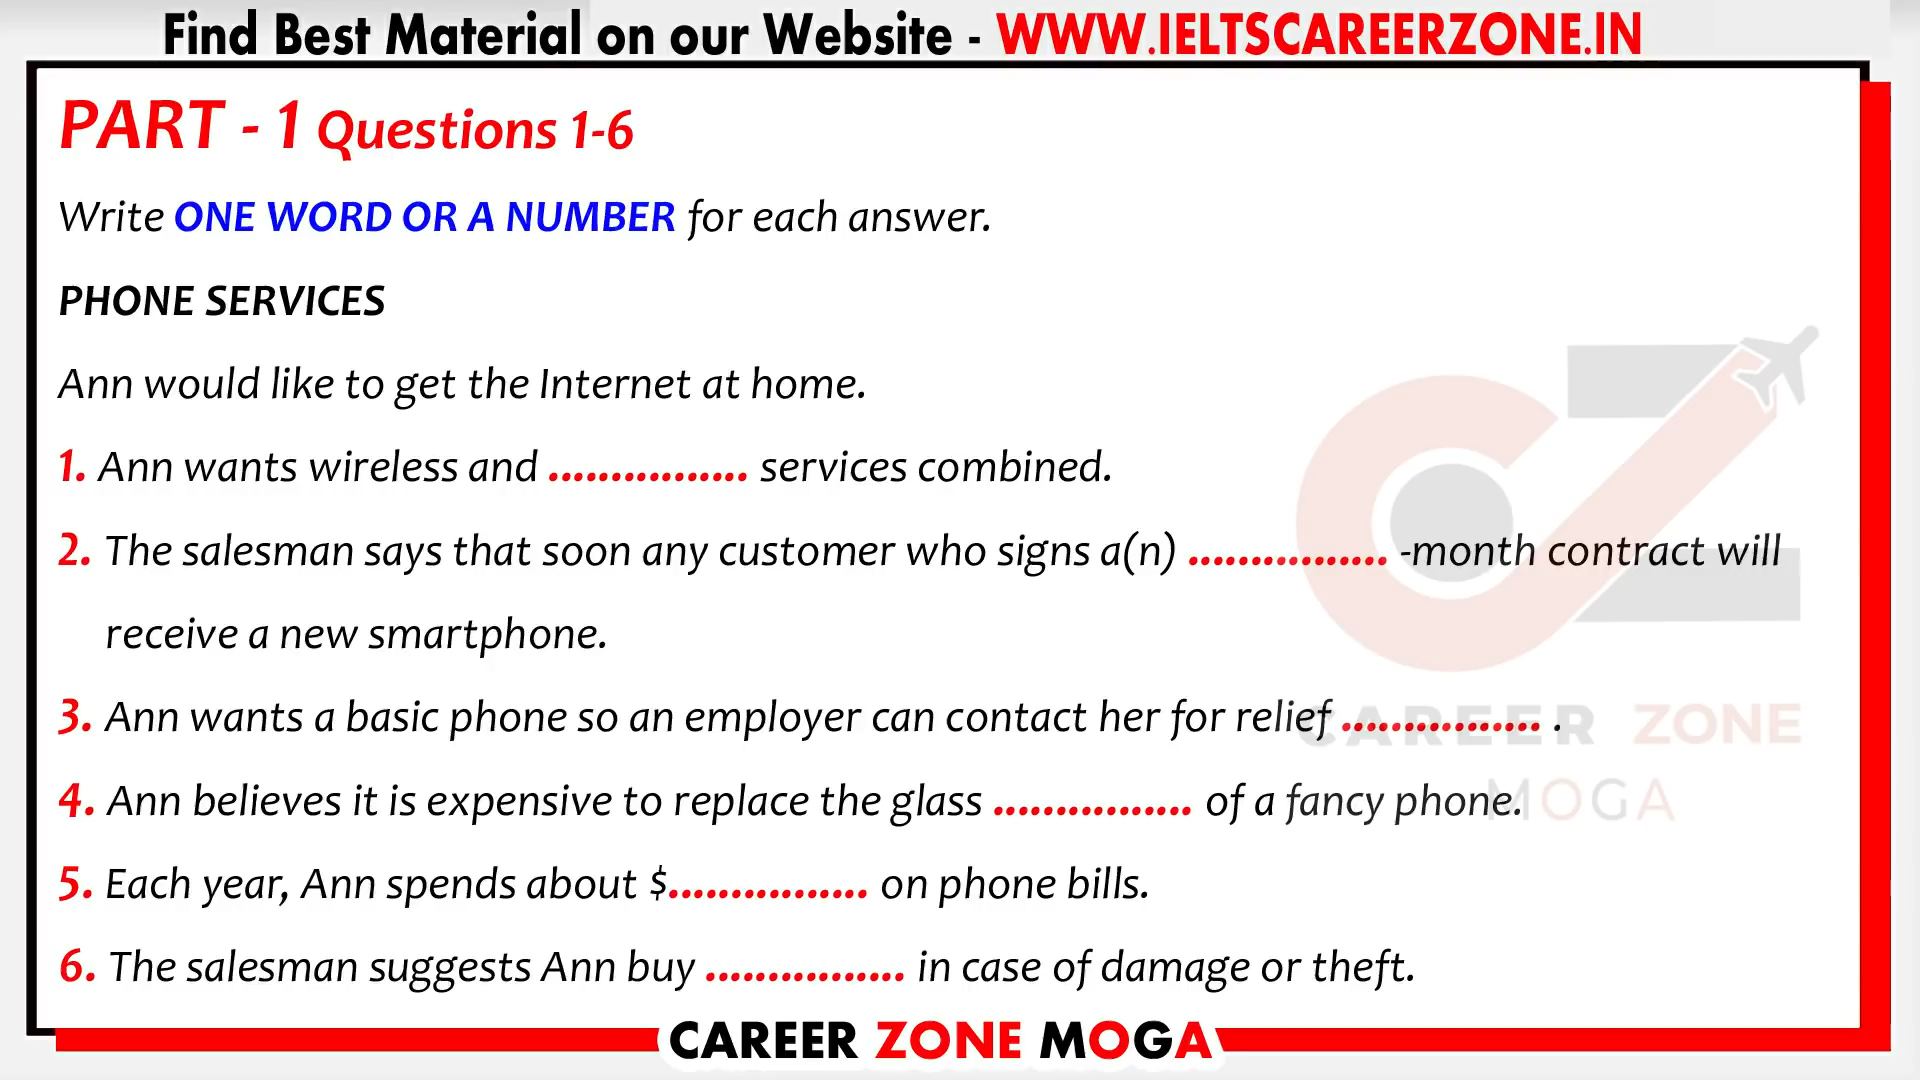 Find Best Material on our Website - WWW.IELTSCAREERZONE.IN
PART - 1 Questions 1-6
Write ONE WORD OR A NUMBER for each answer.
PHONE SERVICES
Ann would like to get the Internet at home.
1. Ann wants wireless and ................ services combined.
2. The salesman says that soon any customer who signs a(n) ................ -month contract will
receive a new smartphone.
3. Ann wants a basic phone so an employer can contact her for relief ................ .
4. Ann believes it is expensive to replace the glass ................ of a fancy phone.
5. Each year, Ann spends about $................ on phone bills.
6. The salesman suggests Ann buy ................ in case of damage or theft.
CZ
CAREER ZONE
MOGA
CAREER ZONE MOGA